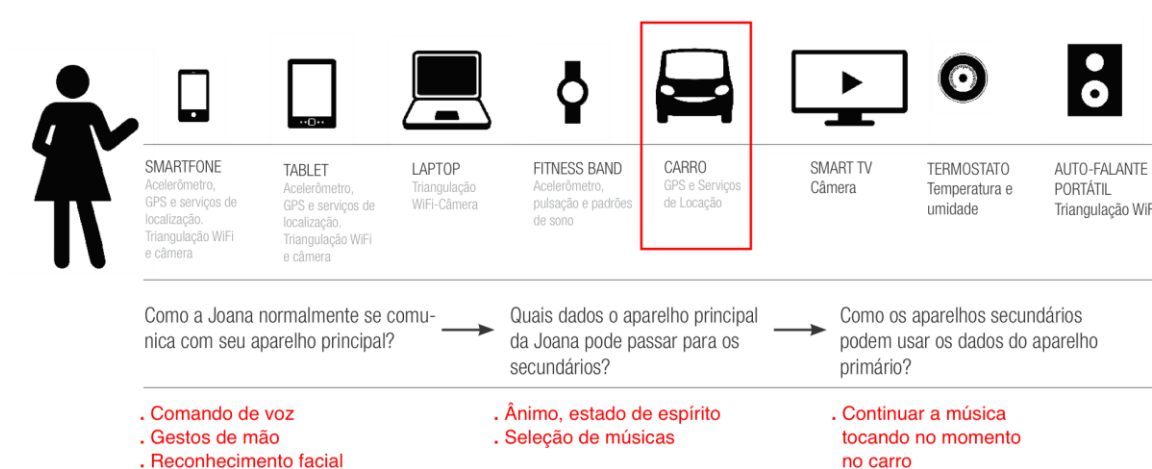 SMARTFONE
Acelerômetro,
GPS e serviços de
localização.
Triangulação WiFi
e câmera
TABLET
Acelerômetro,
GPS e serviços de
localização.
Triangulação WiFi
e câmera
LAPTOP
Triangulação
WiFi-Câmera
FITNESS BAND
Acelerômetro,
pulsação e padrões
de sono
CARRO
GPS e Serviços
de Locação
SMART TV
Câmera
TERMOSTATO
Temperatura e
umidade
AUTO-FALANTE
PORTÁTIL
Triangulação WiF
Como a Joana normalmente se comu-
nica com seu aparelho principal?
Quais dados o aparelho principal
da Joana pode passar para os
secundários?
Como os aparelhos secundários
podem usar os dados do aparelho
primário?
. Comando de voz
. Gestos de mão
. Reconhecimento facial
. Ânimo, estado de espírito
. Seleção de músicas
. Continuar a música
tocando no momento
no carro